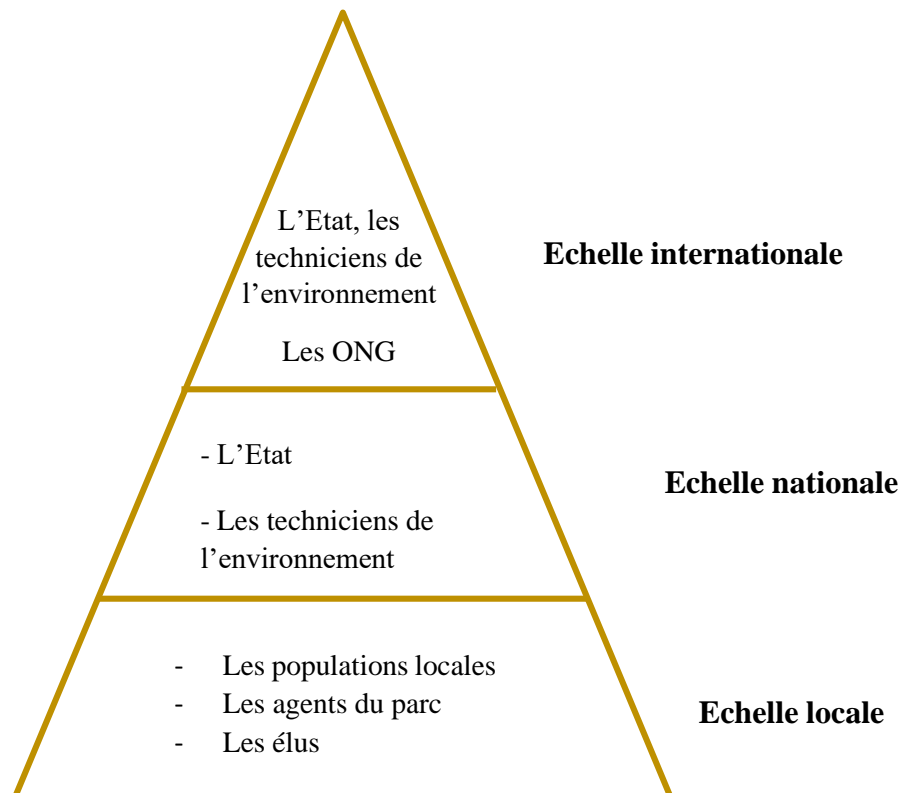 L’Etat, les
techniciens de
l’environnement
Les ONG
Echelle internationale
- L’Etat
- Les techniciens de
l’environnement
Echelle nationale
- Les populations locales
- Les agents du parc
- Les élus
Echelle locale